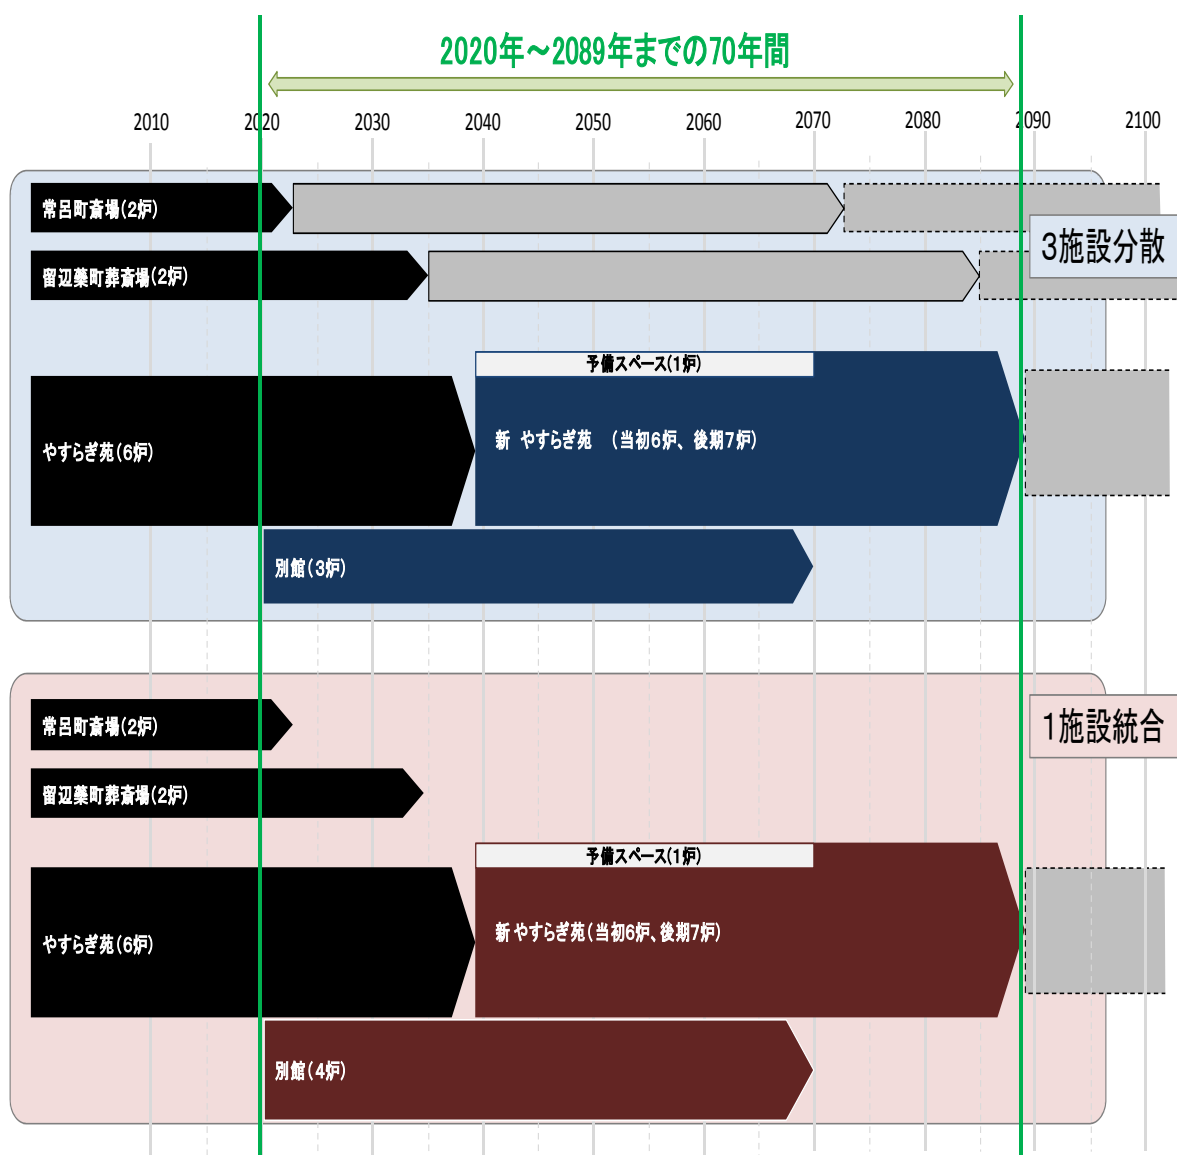 2020年～2089年までの70年間
2010
2020
2030
2040
2050
2060
2070
2080
2090
2100
常呂町斎場(2炉)
3施設分散
留辺蘂町葬斎場(2炉)
予備スペース(1炉)
新 やすらぎ苑 （当初6炉、後期7炉）
やすらぎ苑(6炉)
別館(3炉)
1施設統合
常呂町斎場(2炉)
留辺蘂町葬斎場(2炉)
予備スペース(1炉)
新 やすらぎ苑(当初6炉、後期7炉)
やすらぎ苑(6炉)
別館(4炉)